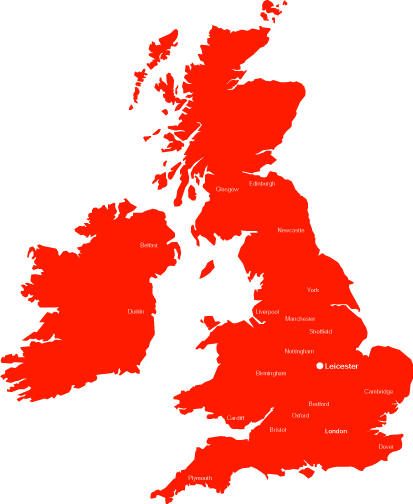 Edinburgh
Glasgow
Newcastle
Belfast
York
Dublin
Liverpool
Manchester
Sheffield
Nottingham
Leicester
Birmingham
Cambridge
Bedford
Oxford
Cardiff
Bristol
London
Dover
Plymouth